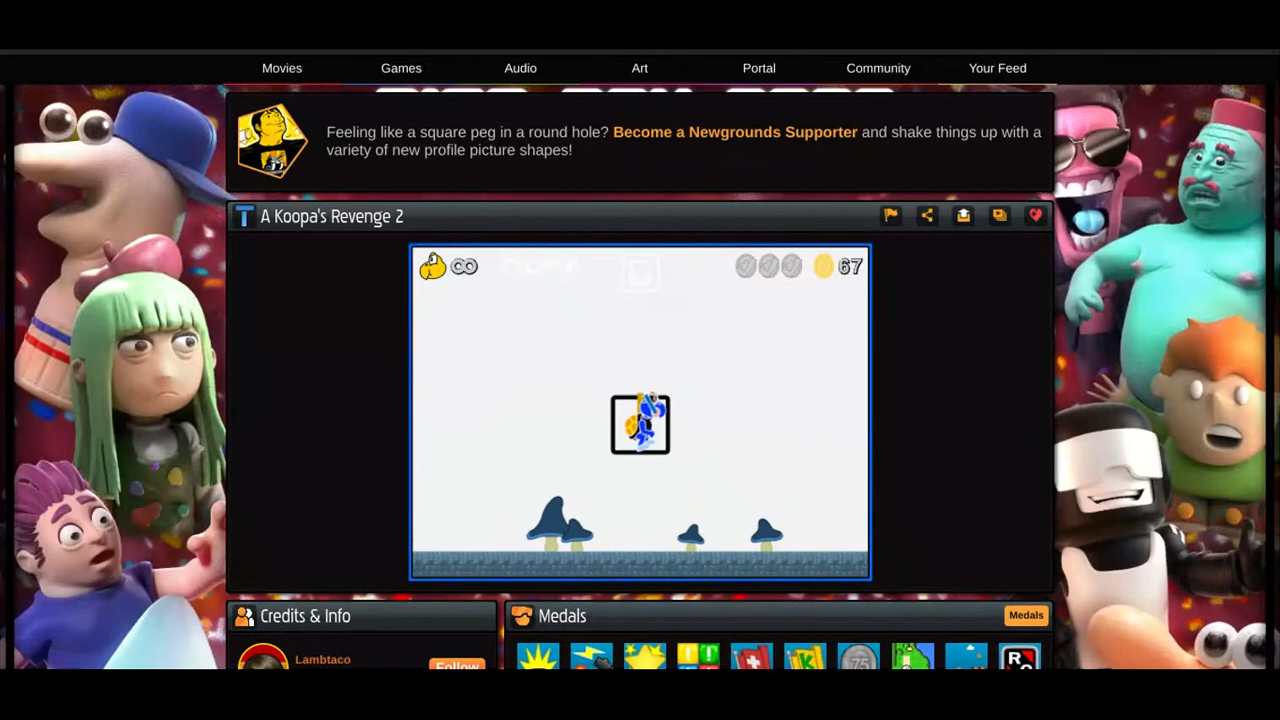 Movies Games Audio Art Portal Community Your Feed
Feeling like a square peg in a round hole? Become a Newgrounds Supporter and shake things up with a
variety of new profile picture shapes!
A Koopa's Revenge 2
67
Credits & Info
Medals
Medals
Lambtaco
Follow
75